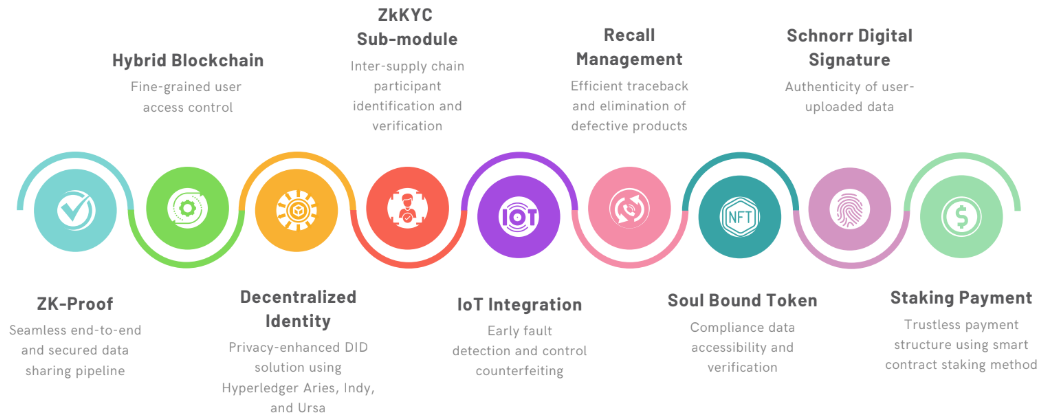 ZK-Proof
Seamless end-to-end
and secured data
sharing pipeline
Hybrid Blockchain
Fine-grained user
access control
Decentralized
Identity
Privacy-enhanced DID
solution using
Hyperledger Aries, Indy,
and Ursa
ZkKYC
Sub-module
Inter-supply chain
participant
identification and
verification
IOT
IoT Integration
Early fault
detection and control
counterfeiting
Recall
Management
Efficient traceback
and elimination of
defective products
NFT
Soul Bound Token
Compliance data
accessibility and
verification
Schnorr Digital
Signature
Authenticity of user-
uploaded data
$
Staking Payment
Trustless payment
structure using smart
contract staking method